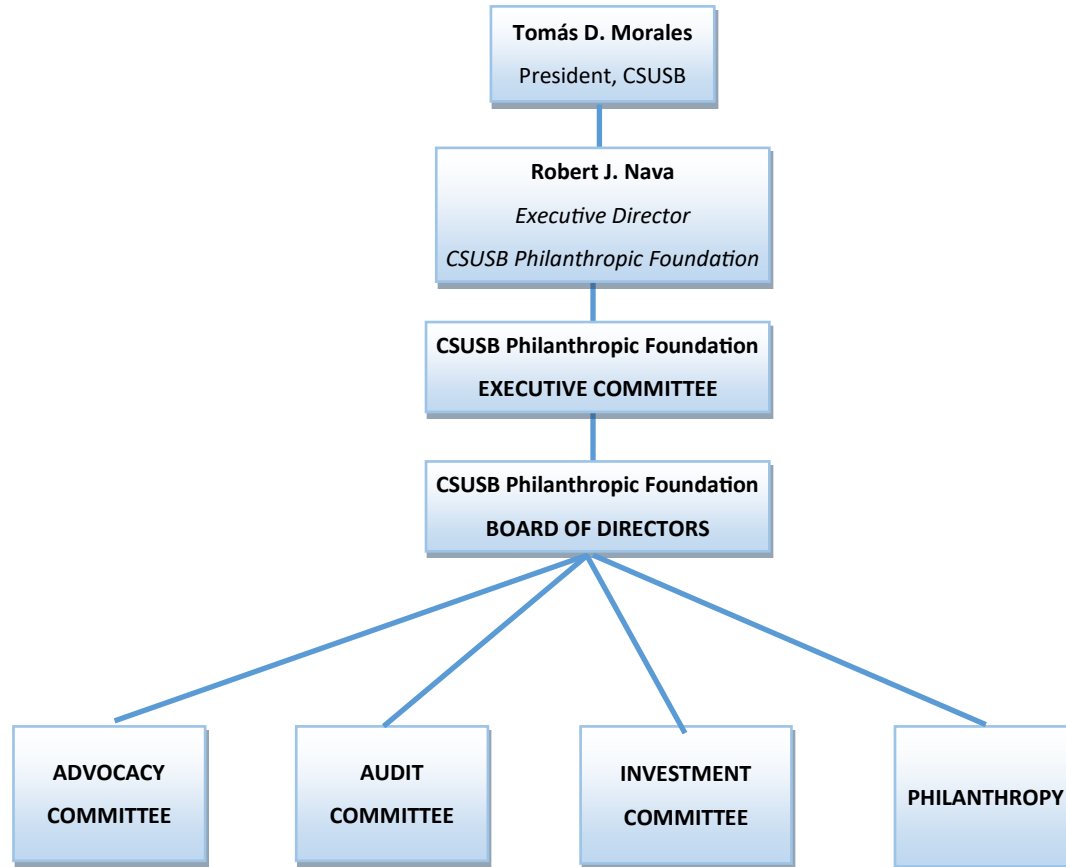 Tomás D. Morales
President, CSUSB
Robert J. Nava
Executive Director
CSUSB Philanthropic Foundation
CSUSB Philanthropic Foundation
EXECUTIVE COMMITTEE
CSUSB Philanthropic Foundation
BOARD OF DIRECTORS
ADVOCACY
COMMITTEE
AUDIT
COMMITTEE
INVESTMENT
COMMITTEE
PHILANTHROPY